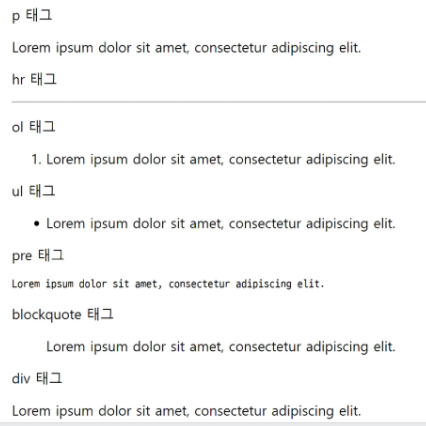 p 태그
Lorem ipsum dolor sit amet, consectetur adipiscing elit.
hr 태그
ol 태그
1. Lorem ipsum dolor sit amet, consectetur adipiscing elit.
ul 태그
• Lorem ipsum dolor sit amet, consectetur adipiscing elit.
pre 태그
Lorem ipsum dolor sit amet, consectetur adipiscing elit.
blockquote 태그
Lorem ipsum dolor sit amet, consectetur adipiscing elit.
div 태그
Lorem ipsum dolor sit amet, consectetur adipiscing elit.